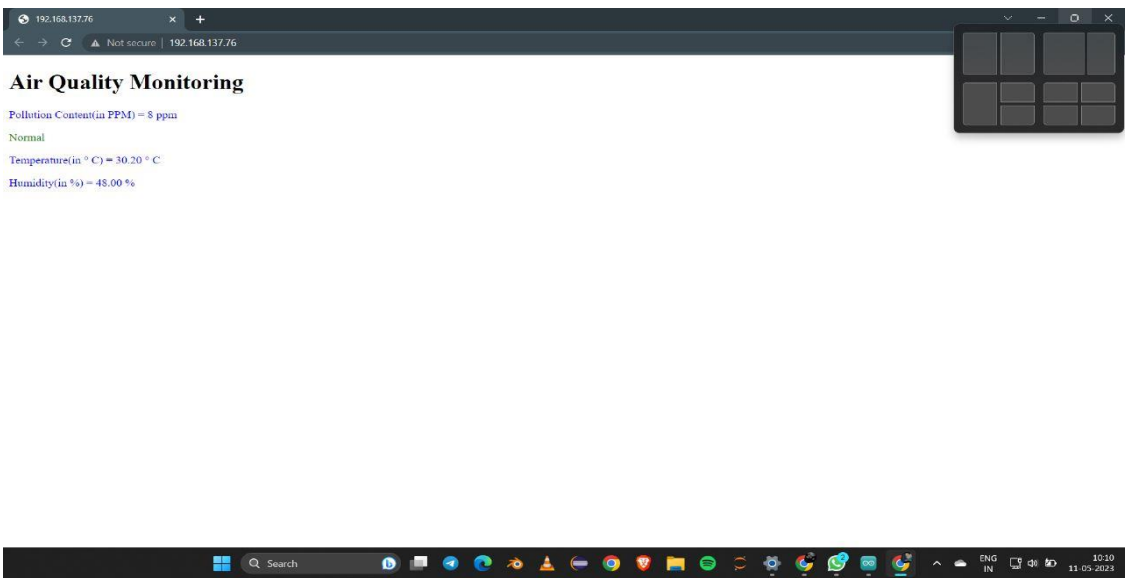 192.168.137.76
Not secure | 192.168.137.76
Air Quality Monitoring
Pollution Content(in PPM) = 8 ppm
Normal
Temperature(in ° C) = 30.20 ° C
Humidity(in %) = 48.00 %
Search
2
ENG
IN
10:10
11-05-2023